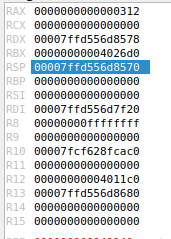 RAX 0000000000000312
RCX 0000000000000000
RDX 00007ffd556d8578
RBX 00000000004026d0
RSP 00007ffd556d8570
RBP 0000000000000000
RSI 0000000000000000
RDI 00007ffd556d7f20
R8 00000000ffffffff
R9 0000000000000000
R10 00007fcf628fcac0
R11 0000000000000000
R12 00000000004011c0
R13 00007ffd556d8680
R14 0000000000000000
R15 0000000000000000